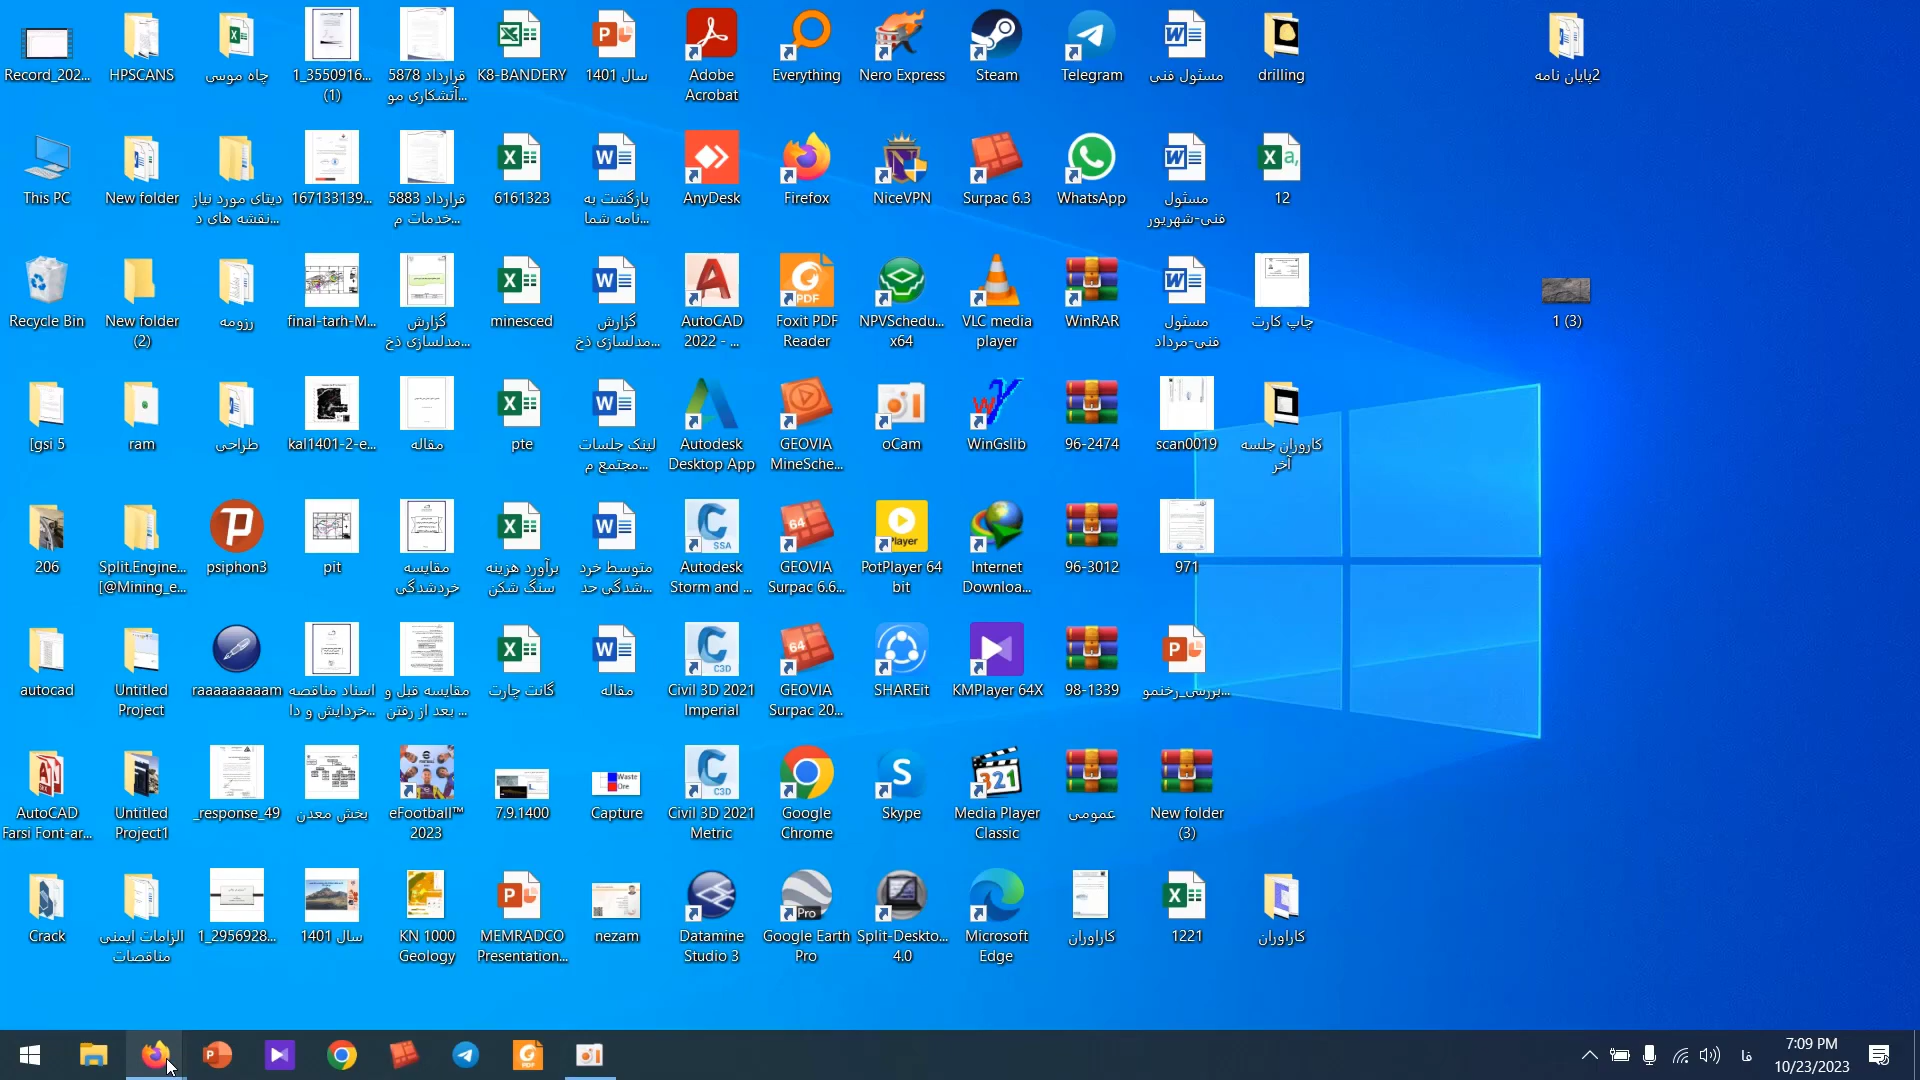 Record_202...
HPSCANS
چاه موسی
1_3550916...
(1)
قرارداد 5878
آتشکاری مو...
K8-BANDERY
سال 1401
Adobe
Acrobat
Everything
Nero Express
Steam
Telegram
مسئول فنی
drilling
2پایان نامه
This PC
New folder
دیتای مورد نیاز
نقشه های د...
167133139...
قرارداد 5883
خدمات م...
6161323
بازگشت به
نامه شما...
AnyDesk
Firefox
NiceVPN
Surpac 6.3
WhatsApp
مسئول
فنی-شهریور
12
Recycle Bin
New folder
(2)
رزومه
final-tarh-M...
گزارش
مدلسازی ذخ...
minesced
گزارش
مدلسازی ذخ...
AutoCAD
2022 - ...
Foxit PDF
Reader
NPVSchedu...
x64
VLC media
player
WinRAR
مسئول
فنی-مرداد
چاپ کارت
1 (3)
[gsi 5
ram
طراحی
kal1401-2-e...
مقاله
pte
لینک جلسات
مجتمع م...
Autodesk
Desktop App
GEOVIA
MineSche...
oCam
WinGslib
96-2474
scan0019
کاروران جلسه
آخر
206
Split.Engine...
[@Mining_e...
psiphon3
pit
مقایسه
خردشدگی
برآورد هزینه
سنگ شکن
متوسط خرد
شدگی حد...
Autodesk
Storm and ...
GEOVIA
Surpac 6.6...
PotPlayer 64
bit
Internet
Downloa...
96-3012
971
autocad
Untitled
Project
raaaaaaaaam
اسناد مناقصه
خردایش و دا...
مقایسه قبل و
بعد از رفتن ...
گانت چارت
مقاله
Civil 3D 2021
Imperial
GEOVIA
Surpac 20...
SHAREit
KMPlayer 64X
98-1339
بررسی_رخنمو...
AutoCAD
Farsi Font-ar...
Untitled
Project1
_response_49
بخش معدن
eFootball™
2023
7.9.1400
Capture
Civil 3D 2021
Metric
Google
Chrome
Skype
Media Player
Classic
عمومی
New folder
(3)
Crack
الزامات ایمنی
مناقصات
1_2956928...
سال 1401
KN 1000
Geology
MEMRADCO
Presentation...
nezam
Datamine
Studio 3
Google Earth
Pro
Split-Deskto...
4.0
Microsoft
Edge
کاراوران
1221
کاراوران
فا
7:09 PM
10/23/2023